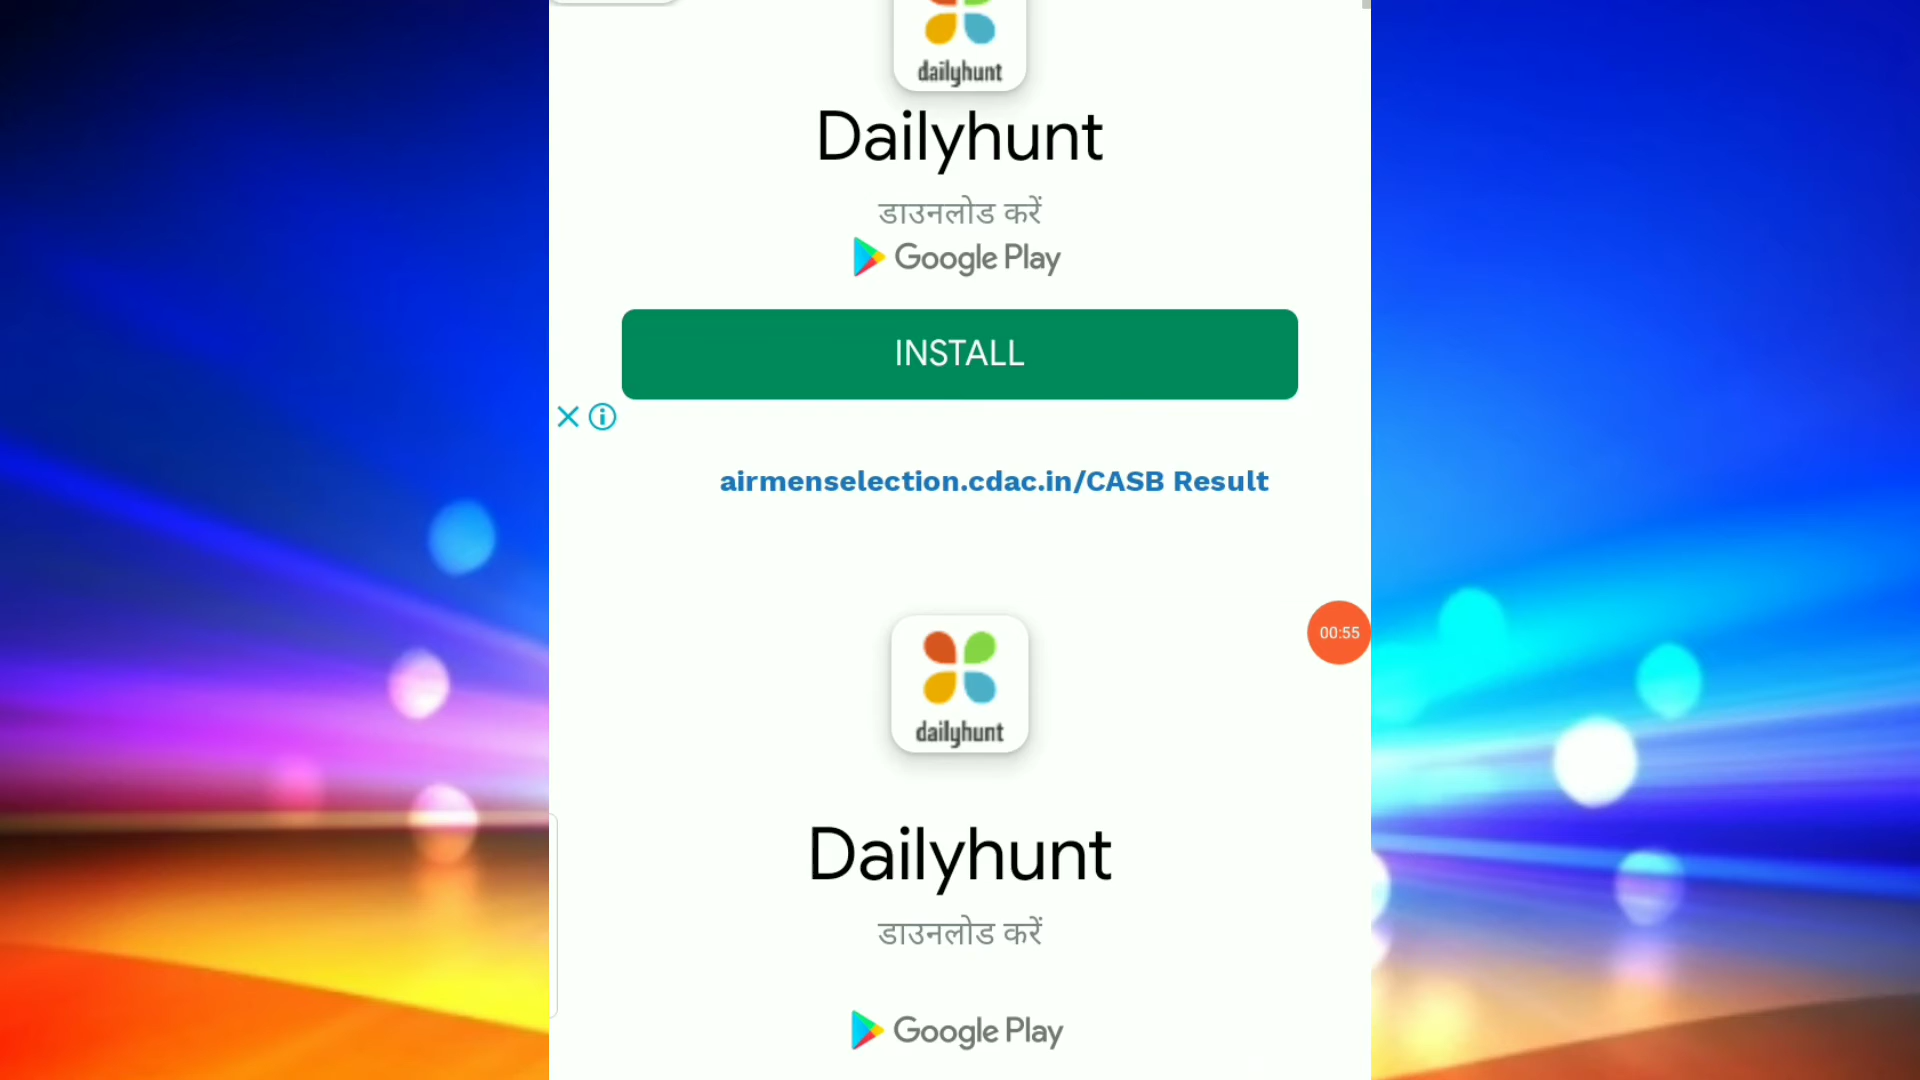 dailyhunt
Dailyhunt
डाउनलोड करें
Google Play
INSTALL
airmenselection.cdac.in/CASB Result
00:55
dailyhunt
Dailyhunt
डाउनलोड करें
Google Play